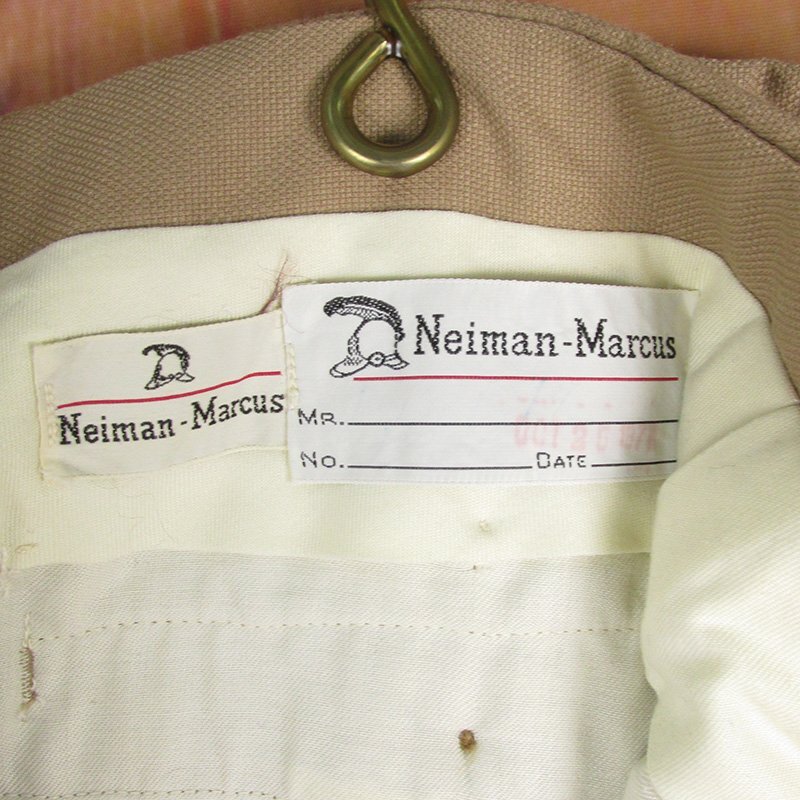 Neiman-Marcus
Neiman-Marcus
MR.
NO. DATE